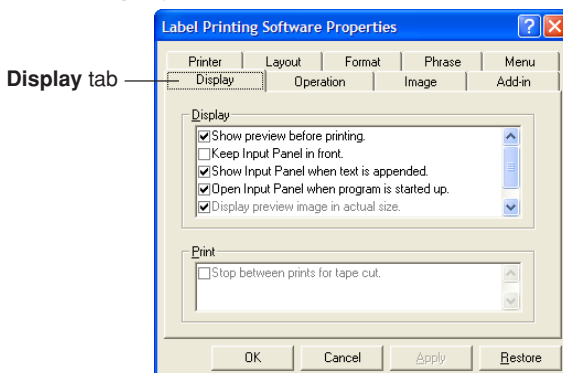 Label Printing Software Properties
Printer Layout Format Phrase Menu
Display tab
Display Operation Image Add-in
Display
Show preview before printing.
Keep Input Panel in front.
Show Input Panel when text is appended.
Open Input Panel when program is started up.
Display preview image in actual size.
Print
Stop between prints for tape cut.
OK Cancel Apply Restore